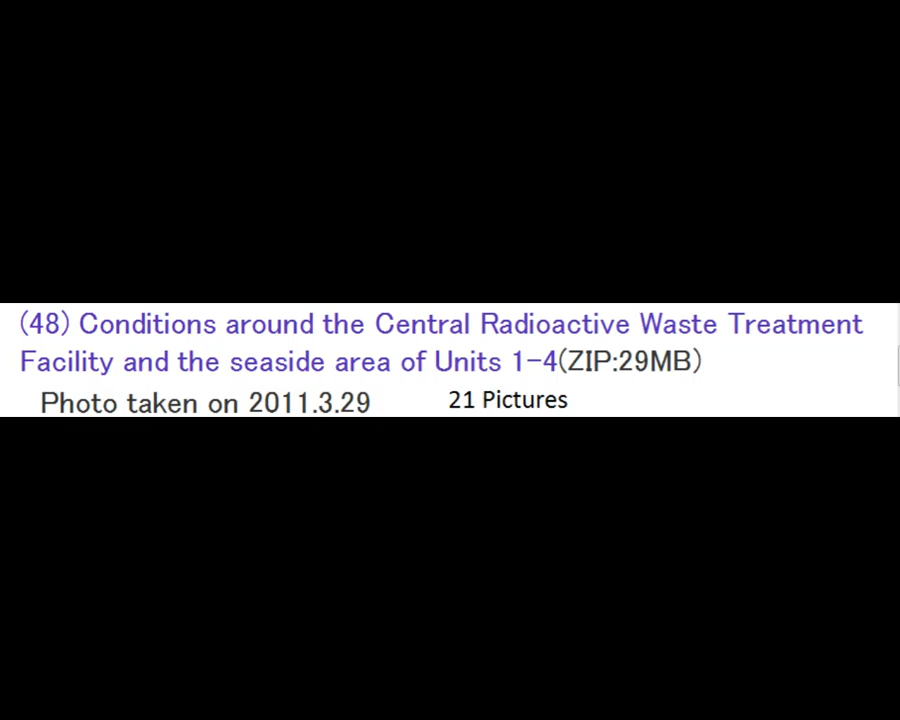 (48) Conditions around the Central Radioactive Waste Treatment
Facility and the seaside area of Units 1-4(ZIP:29MB)
Photo taken on 2011.3.29 21 Pictures